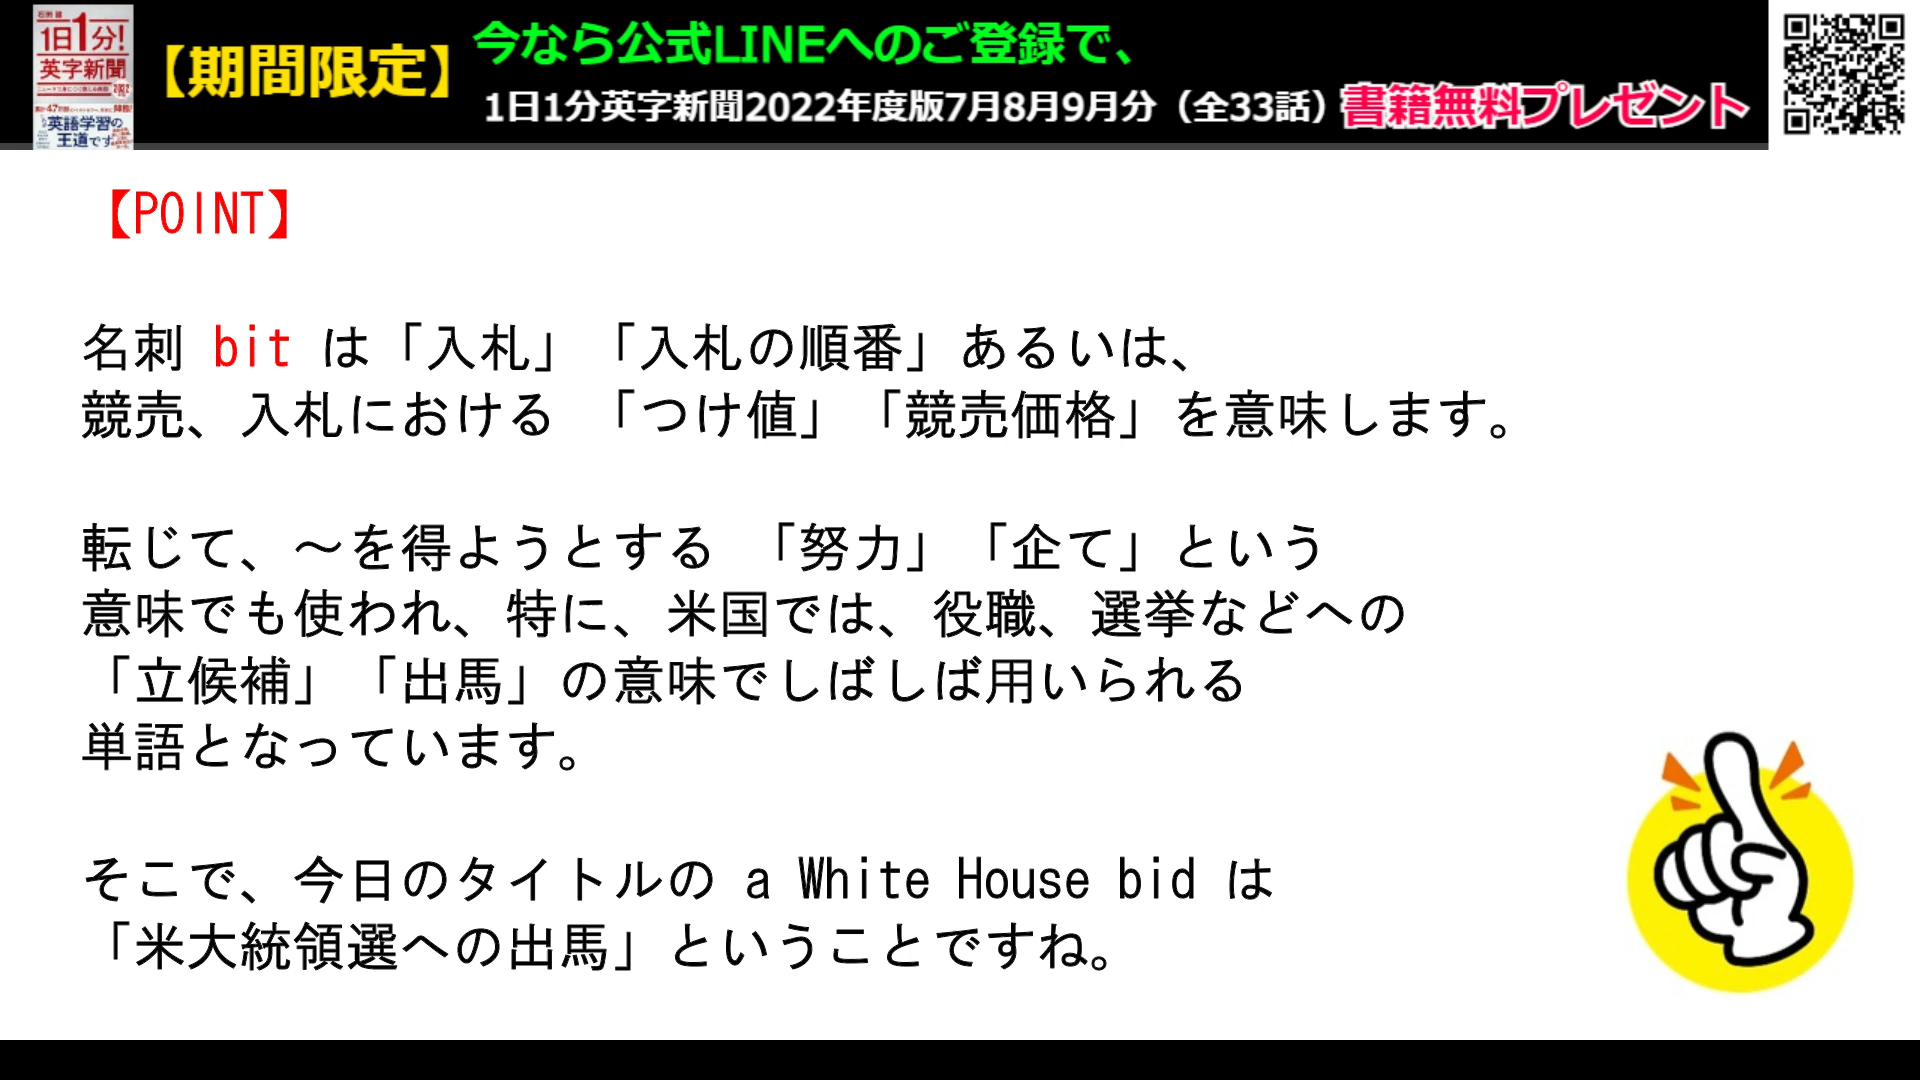 石渕 誠
1日1分!
英字新聞
2022
47万部
英語学習の
王道です
【期間限定】
今なら公式LINEへのご登録で、
1日1分英字新聞2022年度版7月8月9月分（全33話）書籍無料プレゼント
【POINT】
名刺 bit は「入札」「入札の順番」あるいは、
競売、入札における 「つけ値」「競売価格」を意味します。
転じて、～を得ようとする 「努力」「企て」という
意味でも使われ、特に、米国では、役職、選挙などへの
「立候補」「出馬」の意味でしばしば用いられる
単語となっています。
そこで、今日のタイトルの a White House bid は
「米大統領選への出馬」ということですね。